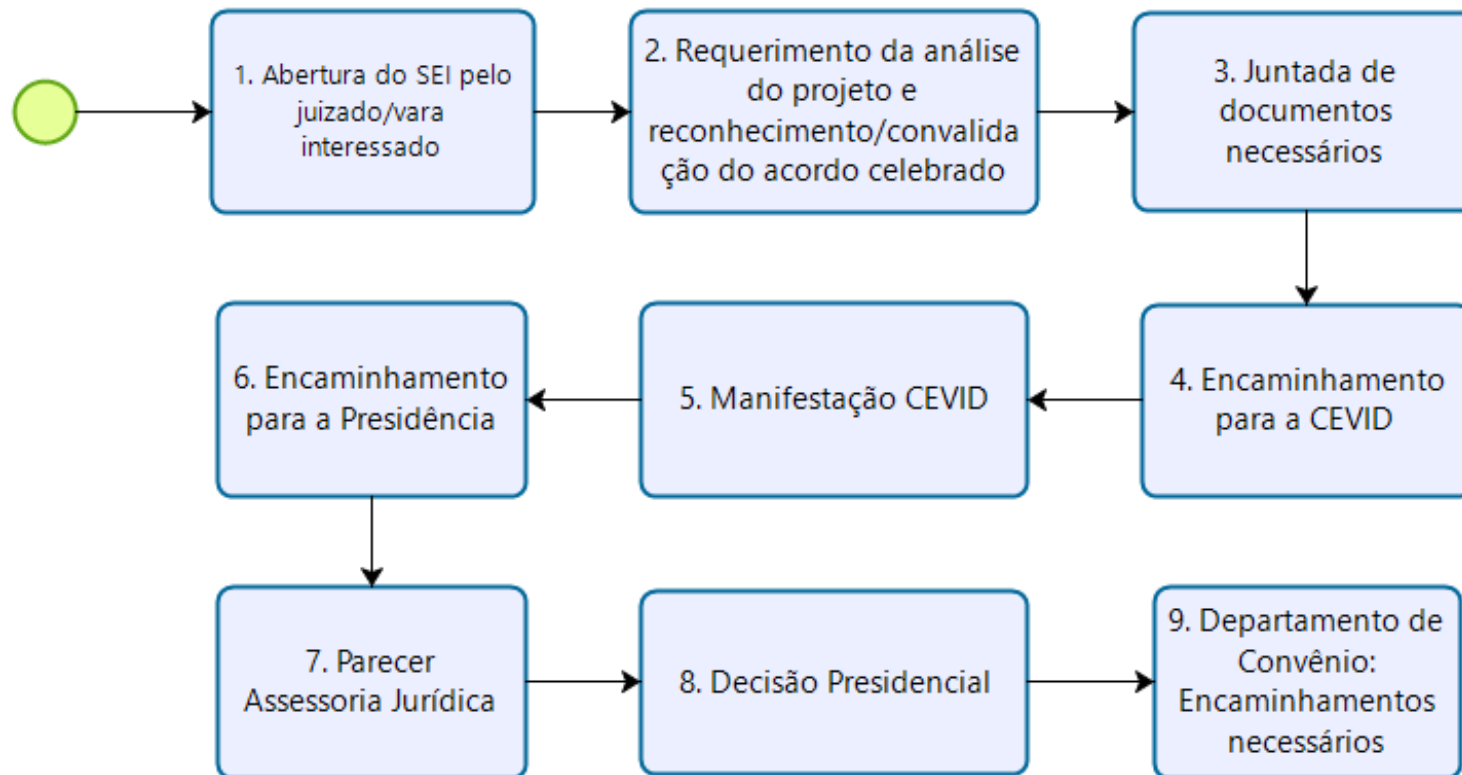 1. Abertura do SEI pelo
juizado/vara
interessado
2. Requerimento da análise
do projeto e
reconhecimento/convalida
ção do acordo celebrado
3. Juntada de
documentos
necessários
4. Encaminhamento
para a CEVID
5. Manifestação CEVID
6. Encaminhamento
para a Presidência
7. Parecer
Assessoria Jurídica
8. Decisão Presidencial
9. Departamento de
Convênio:
Encaminhamentos
necessários